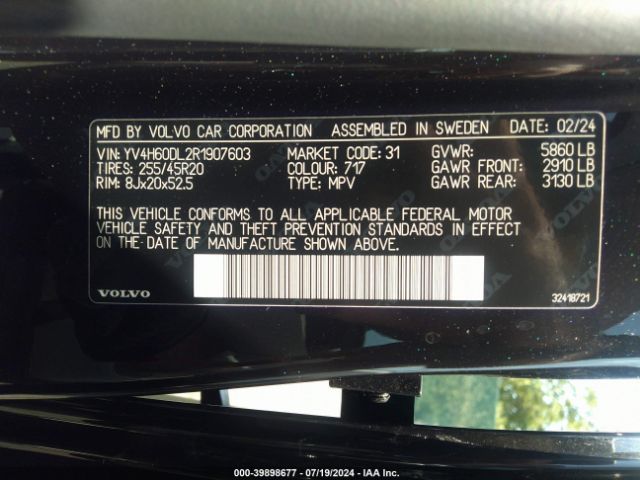 MFD BY VOLVO CAR CORPORATION ASSEMBLED IN SWEDEN DATE: 02/24
VIN: YV4H60DL2R1907603 MARKET CODE: 31 GVWR: 5860 LB
TIRES: 255/45R20 COLOUR: 717 GAWR FRONT: 2910 LB
RIM: 8Jx20x52.5 TYPE: MPV GAWR REAR: 3130 LB
THIS VEHICLE CONFORMS TO ALL APPLICABLE FEDERAL MOTOR
VEHICLE SAFETY AND THEFT PREVENTION STANDARDS IN EFFECT
ON THE DATE OF MANUFACTURE SHOWN ABOVE.
VOLVO 32418721
000-39898677 - 07/19/2024 - IAA Inc.